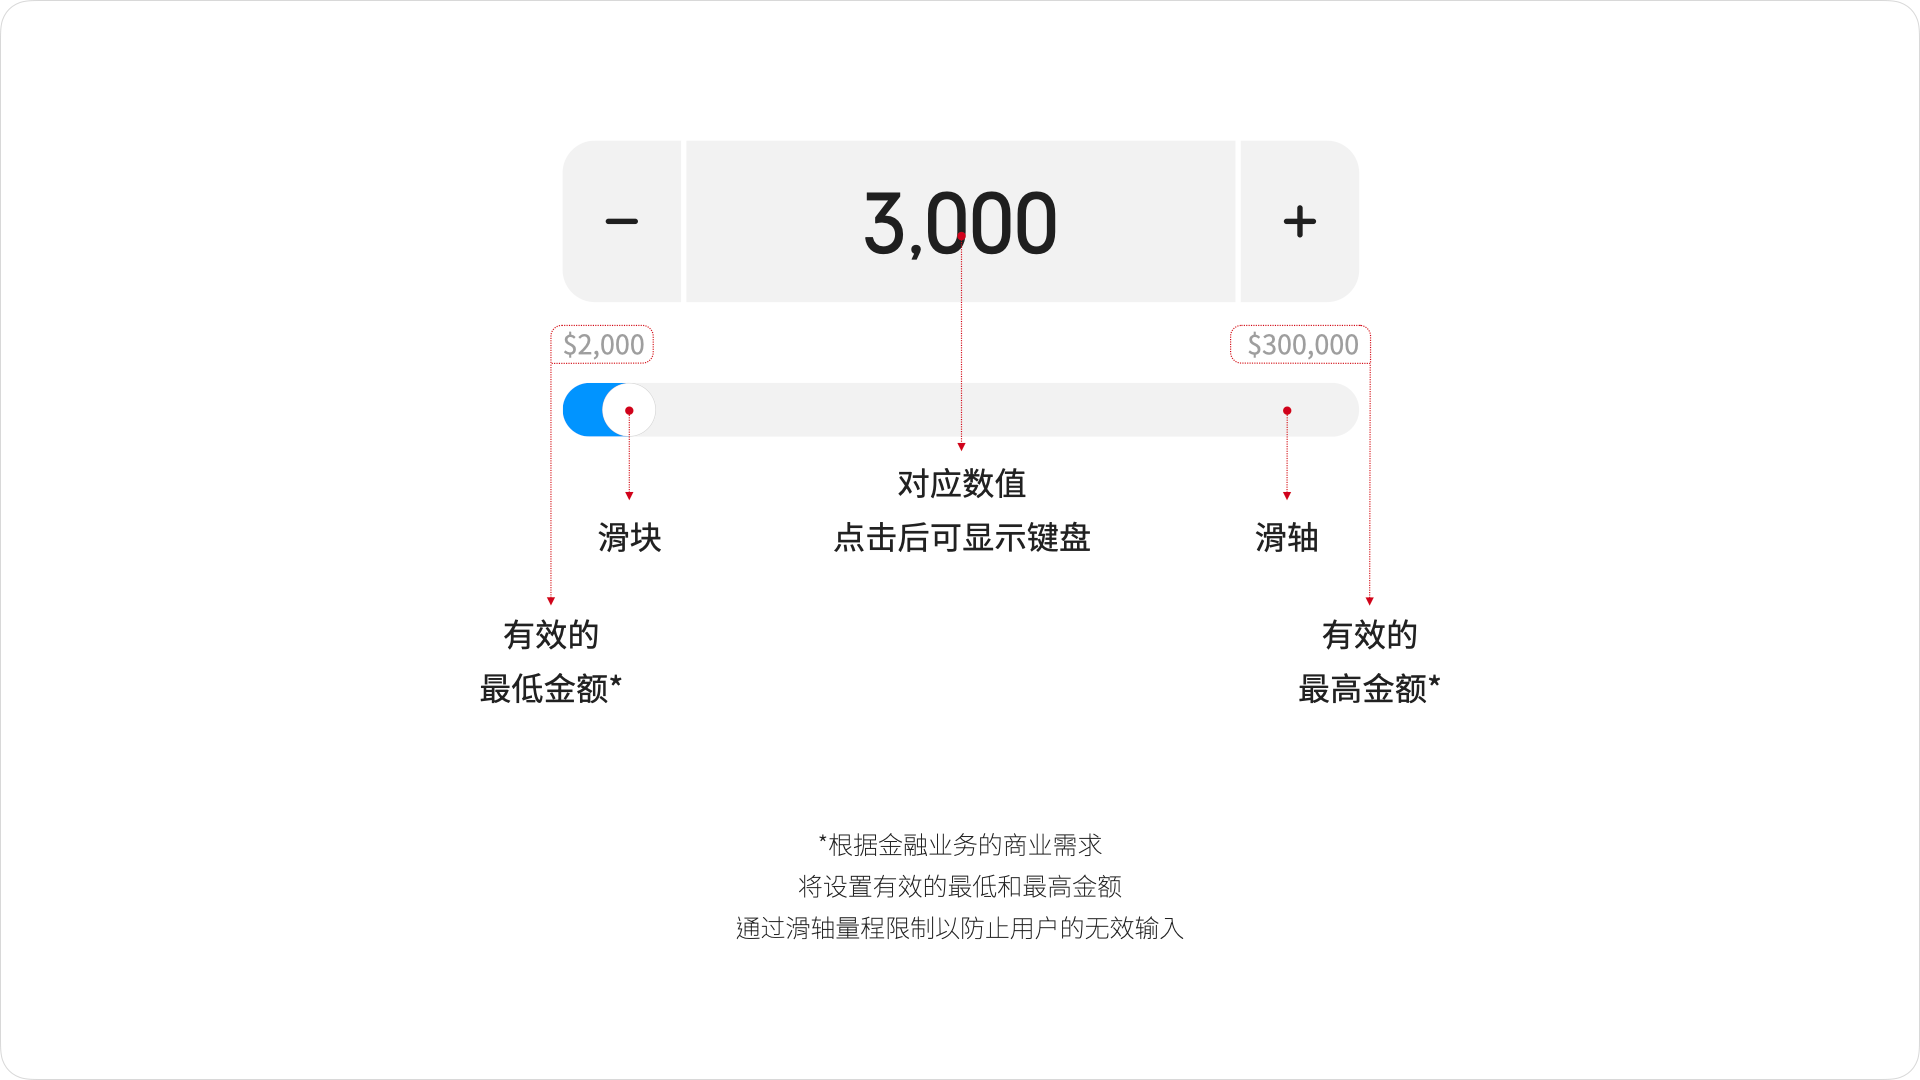 − 3,000 +
$2,000 $300,000
对应数值
点击后可显示键盘
滑块
滑轴
有效的
最低金额*
有效的
最高金额*
*根据金融业务的商业需求
将设置有效的最低和最高金额
通过滑轴量程限制以防止用户的无效输入